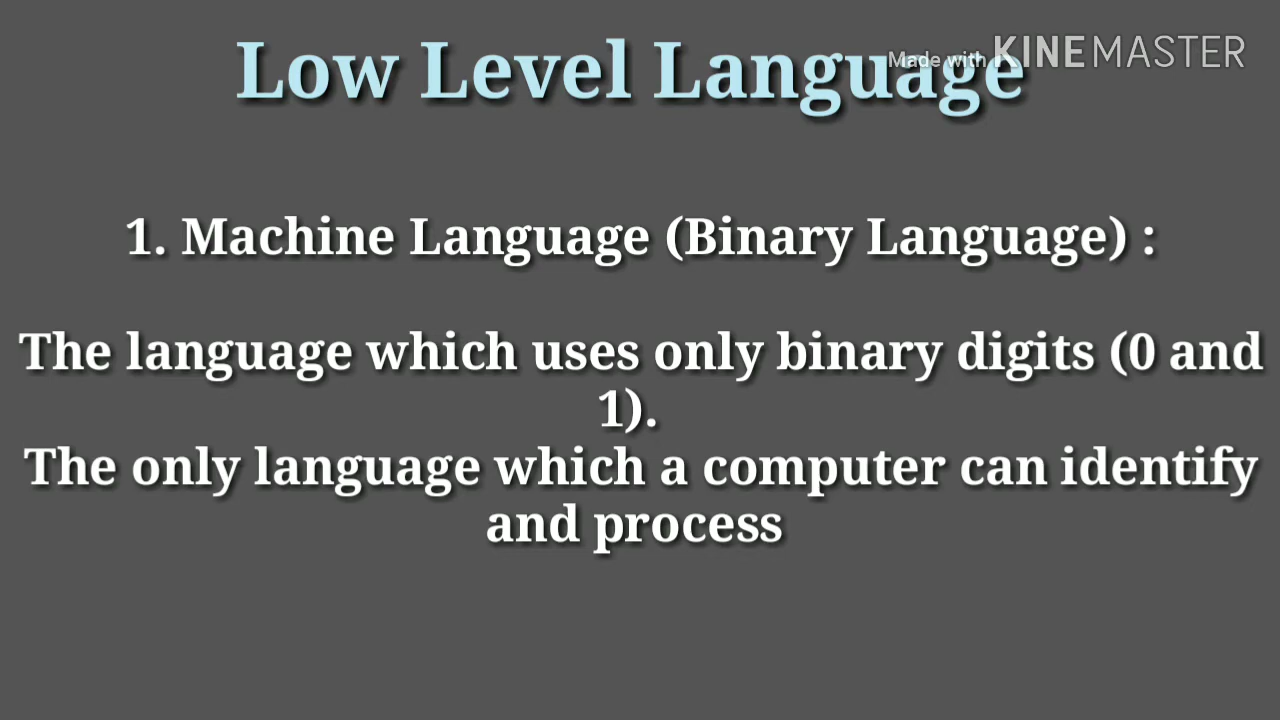 Low Level Language
Made with KINEMASTER
1. Machine Language (Binary Language) :
The language which uses only binary digits (0 and
1).
The only language which a computer can identify
and process